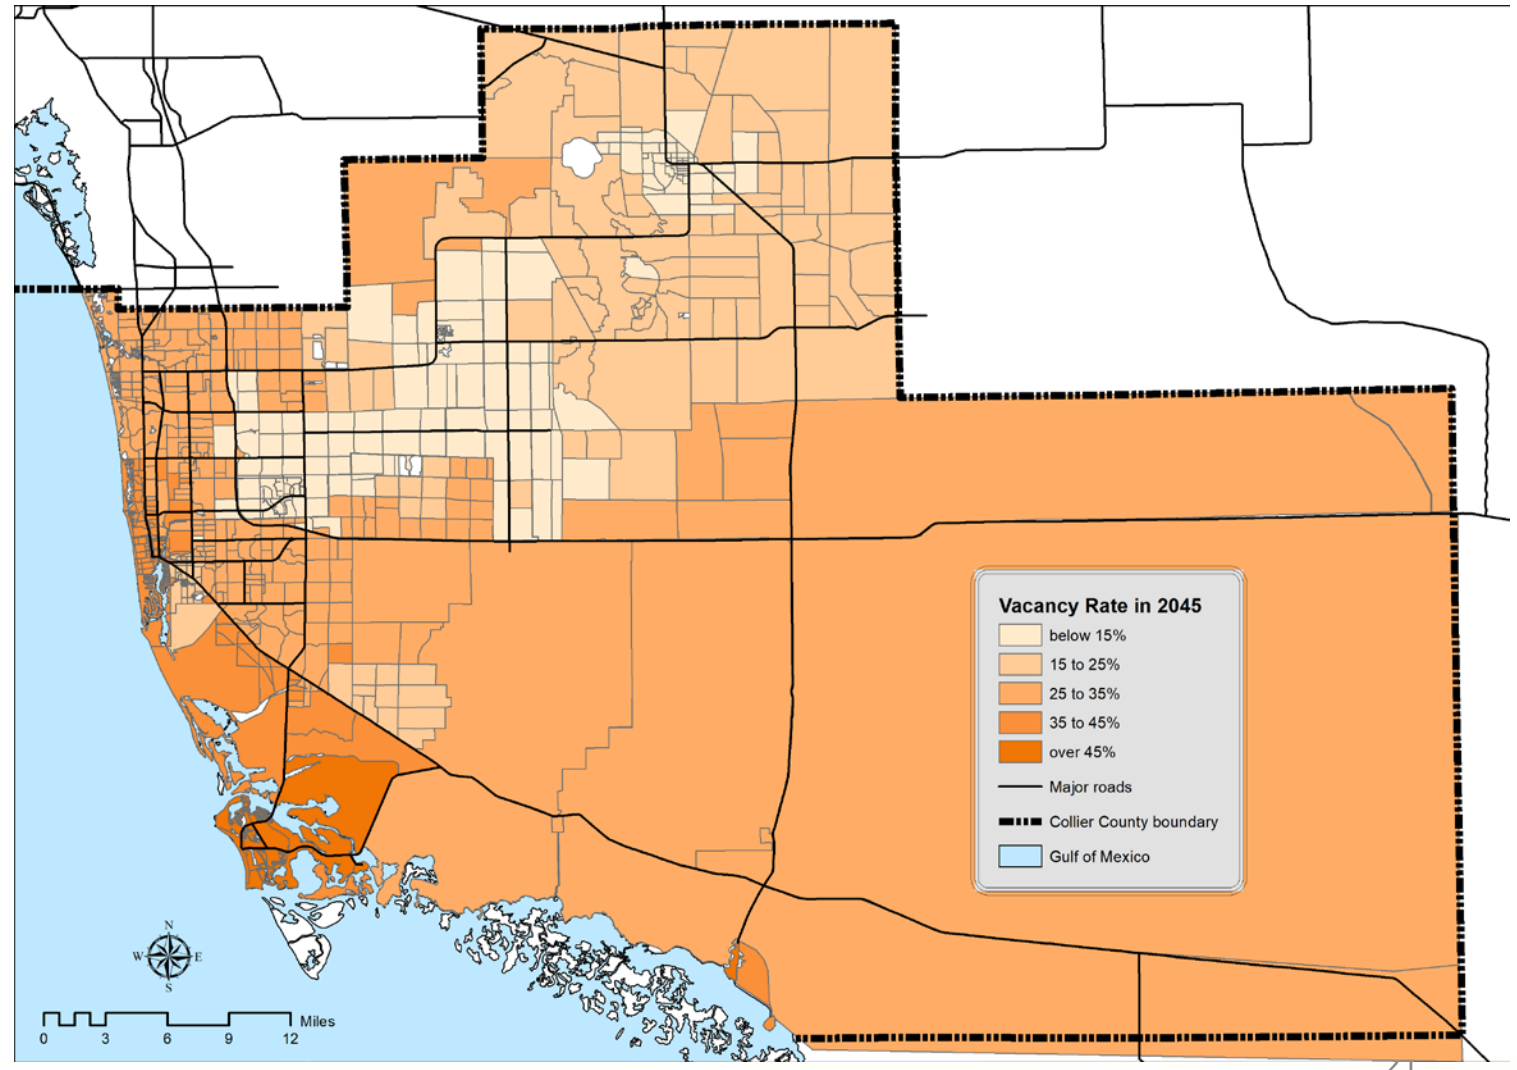 Vacancy Rate in 2045
below 15%
15 to 25%
25 to 35%
35 to 45%
over 45%
Major roads
Collier County boundary
Gulf of Mexico
N
W E
S
Miles
0 3 6 9 12